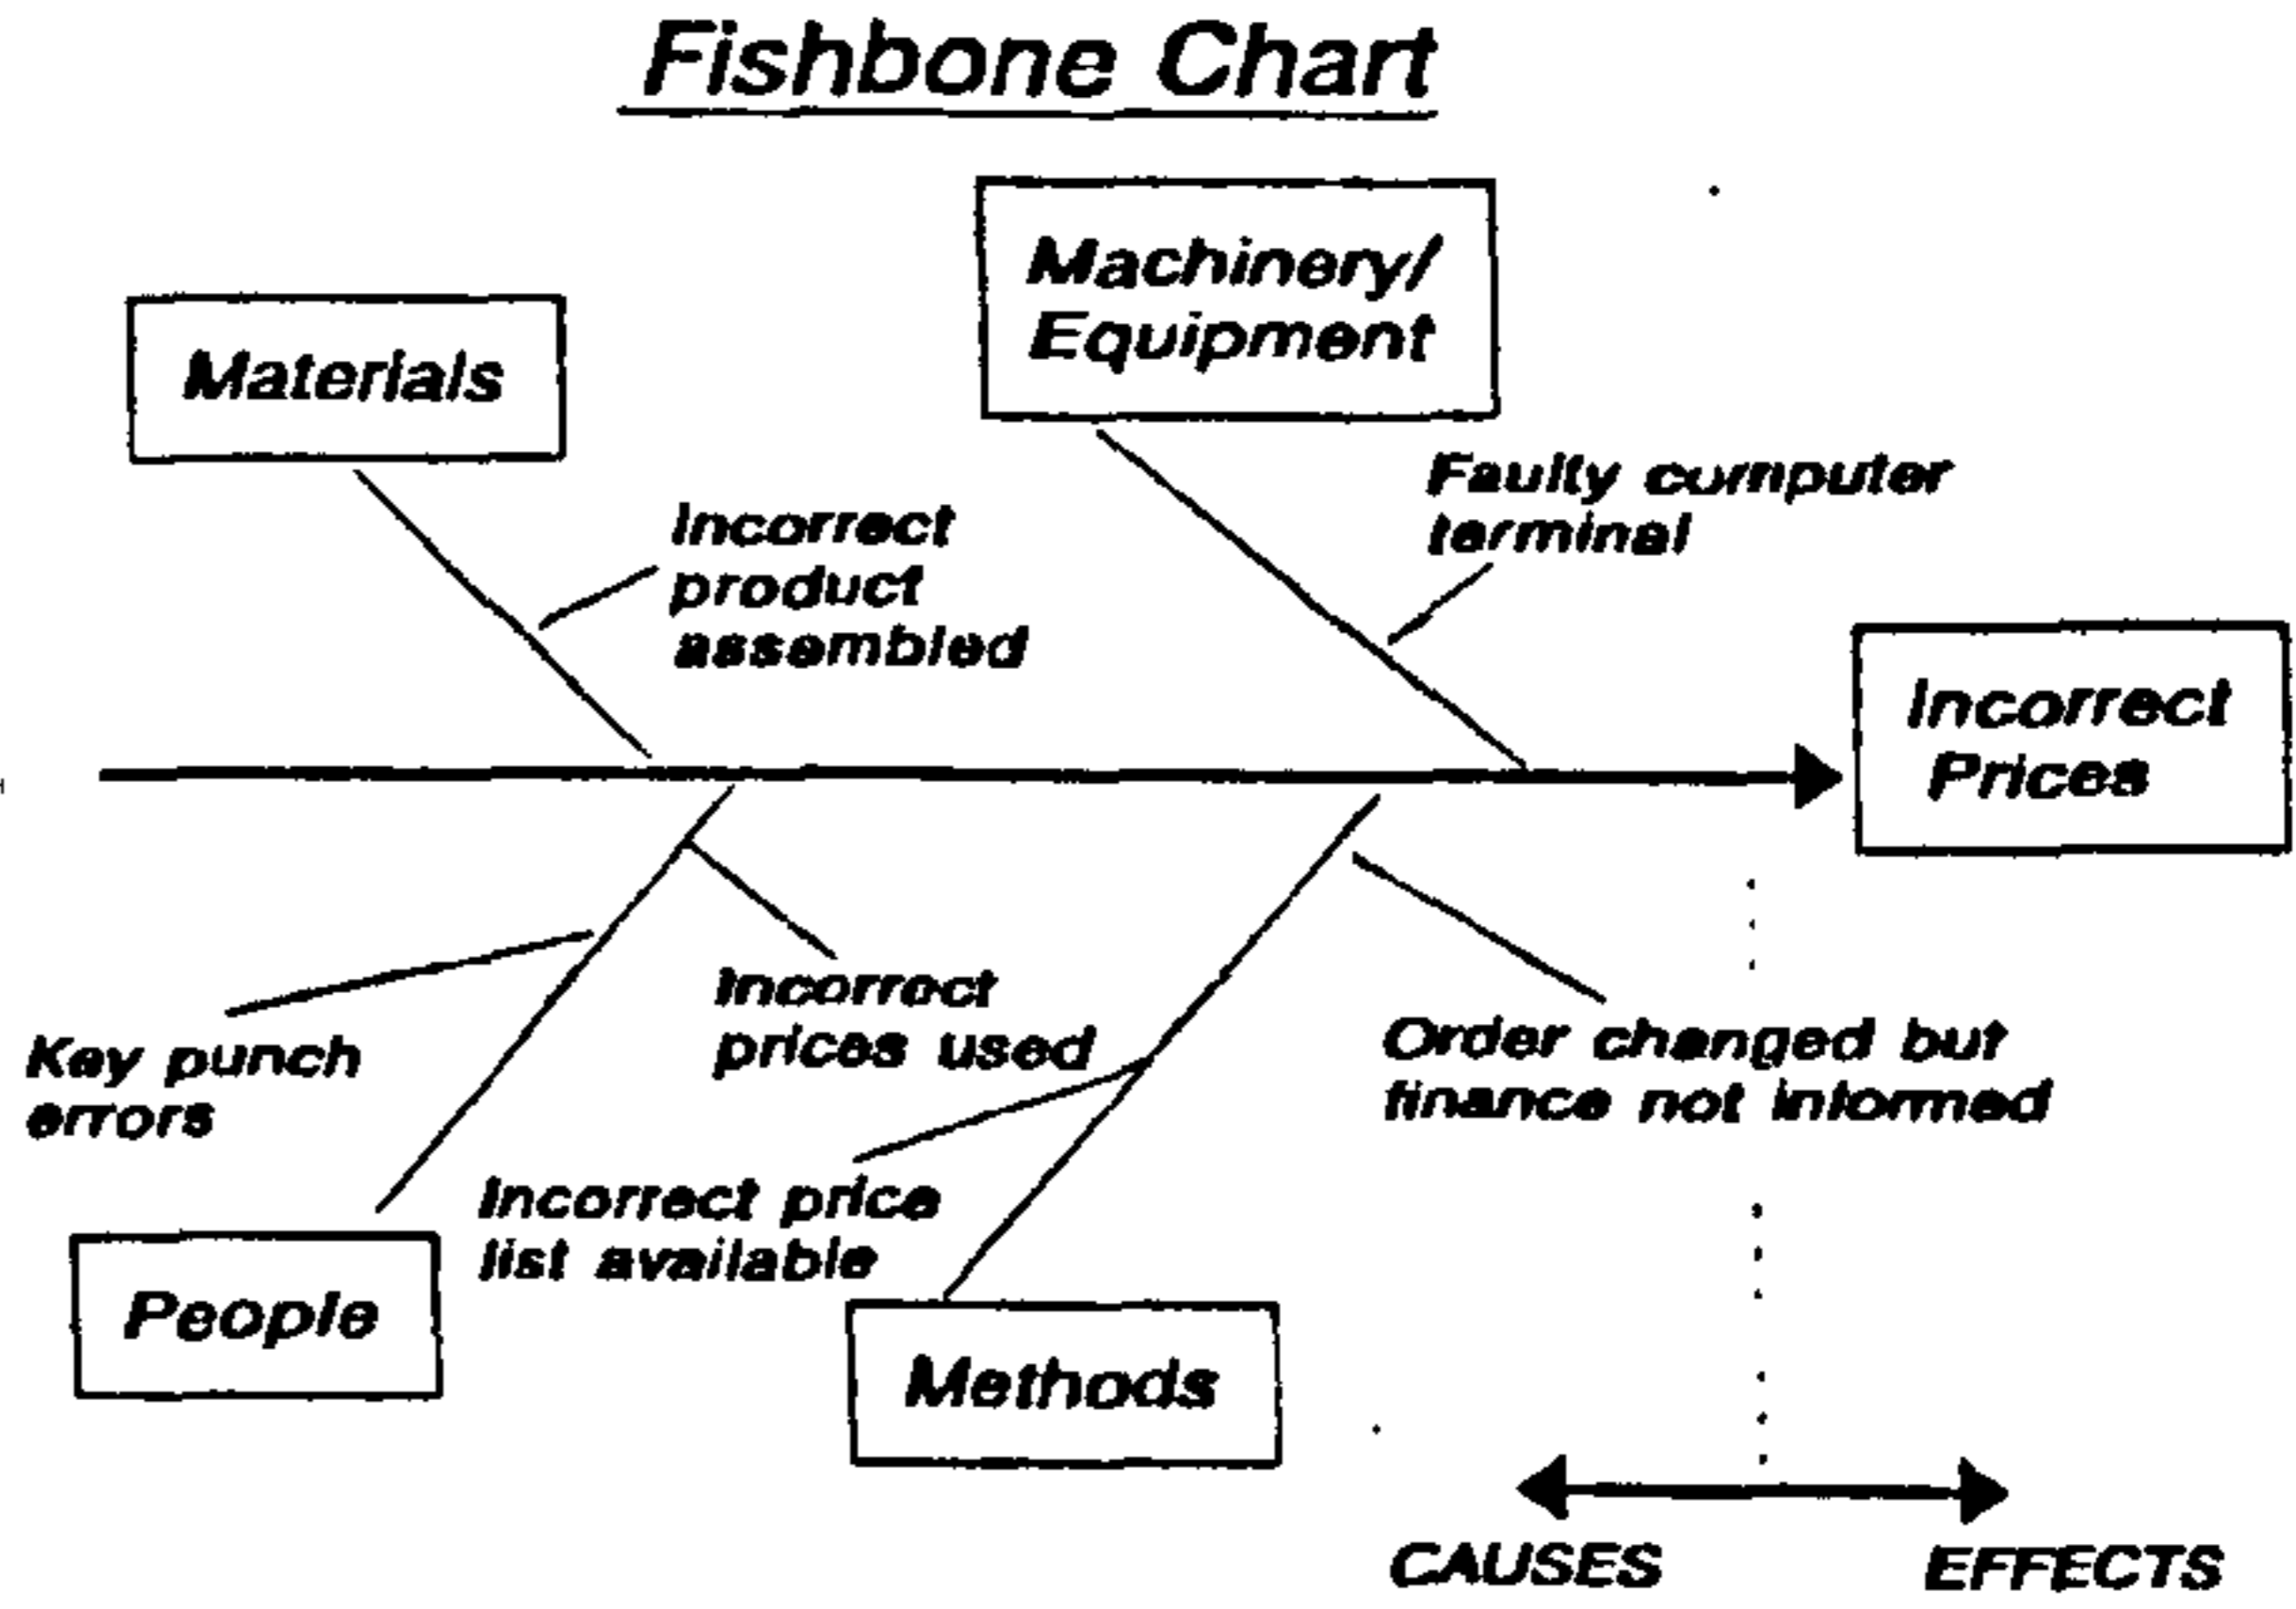 Fishbone Chart
Machinery/
Equipment
Materials
Faulty computer
terminal
Incorrect
product
assembled
Incorrect
Prices
Incorrect
prices used
Key punch
errors
Order changed but
finance not informed
Incorrect price
list available
People
Methods
CAUSES
EFFECTS